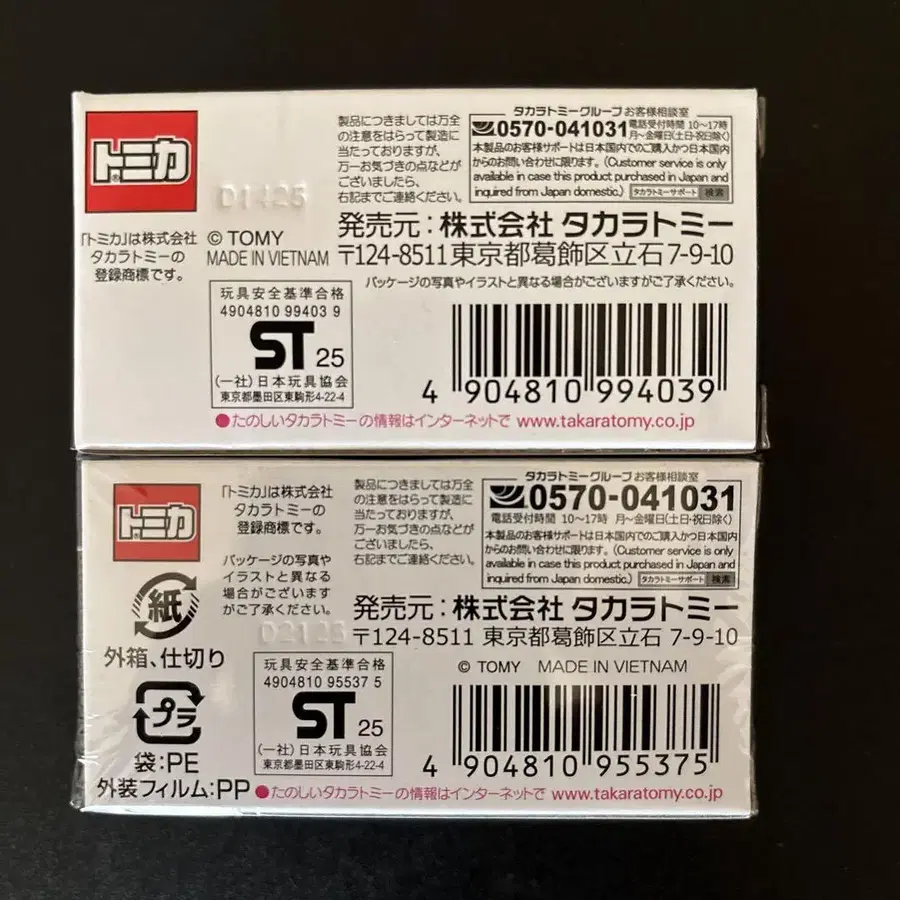 トミカ
「トミカ」は株式会社
タカラトミーの
登録商標です。
D1425
© TOMY
MADE IN VIETNAM
製品につきましては万全
の注意をはらって製造に
当たっておりますが、
万一お気づきの点などが
ございましたら、
右記までご連絡ください。
タカラトミーグループ お客様相談室
0570-041031 電話受付時間 10〜17時
月〜金曜日(土・日・祝日除く)
本製品のお客様サポートは日本国内でのご購入かつ日本国内
からのお問い合わせに限ります。(Customer service is only
available in case this product purchased in Japan and
inquired from Japan domestic.) タカラトミーサポート 検索
発売元:株式会社 タカラトミー
〒124-8511 東京都葛飾区立石 7-9-10
パッケージの写真やイラストと異なる場合がございますがご了承ください。
玩具安全基準合格
4904810 99403 9
ST 25
(一社)日本玩具協会
東京都墨田区東駒形4-22-4
4 904810 994039
●たのしいタカラトミーの情報はインターネットで www.takaratomy.co.jp
トミカ
「トミカ」は株式会社
タカラトミーの
登録商標です。
パッケージの写真や
イラストと異なる
場合がございます
がご了承ください。
紙
外箱、仕切り
プラ
袋:PE
外装フィルム:PP
製品につきましては万全
の注意をはらって製造に
当たっておりますが、
万一お気づきの点などが
ございましたら、
右記までご連絡ください。
タカラトミーグループ お客様相談室
0570-041031
電話受付時間 10〜17時 月〜金曜日(土・日・祝日除く)
本製品のお客様サポートは日本国内でのご購入かつ日本国内
からのお問い合わせに限ります。(Customer service is only
available in case this product purchased in Japan and
inquired from Japan domestic.) タカラトミーサポート 検索
発売元:株式会社 タカラトミー
〒124-8511 東京都葛飾区立石 7-9-10
© TOMY MADE IN VIETNAM
玩具安全基準合格
4904810 95537 5
ST 25
(一社)日本玩具協会
東京都墨田区東駒形4-22-4
4 904810 955375
●たのしいタカラトミーの情報はインターネットで www.takaratomy.co.jp